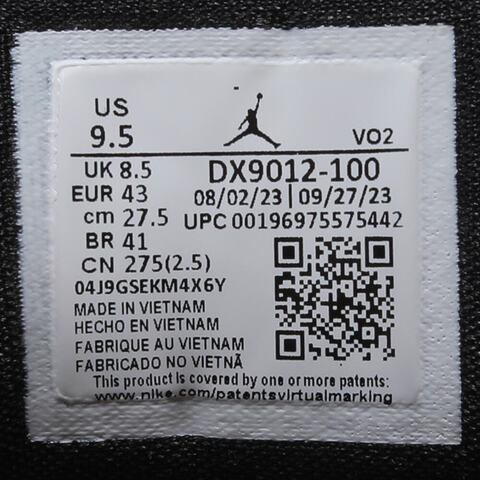 US
9.5
VO2
UK 8.5
DX9012-100
EUR 43
08/02/23 | 09/27/23
cm 27.5
UPC 00196975575442
BR 41
CN 275(2.5)
04J9GSEKM4X6Y
MADE IN VIETNAM
HECHO EN VIETNAM
FABRIQUE AU VIETNAM
FABRICADO NO VIETNÃ
This product is covered by one or more patents:
www.nike.com/patentsvirtualmarking